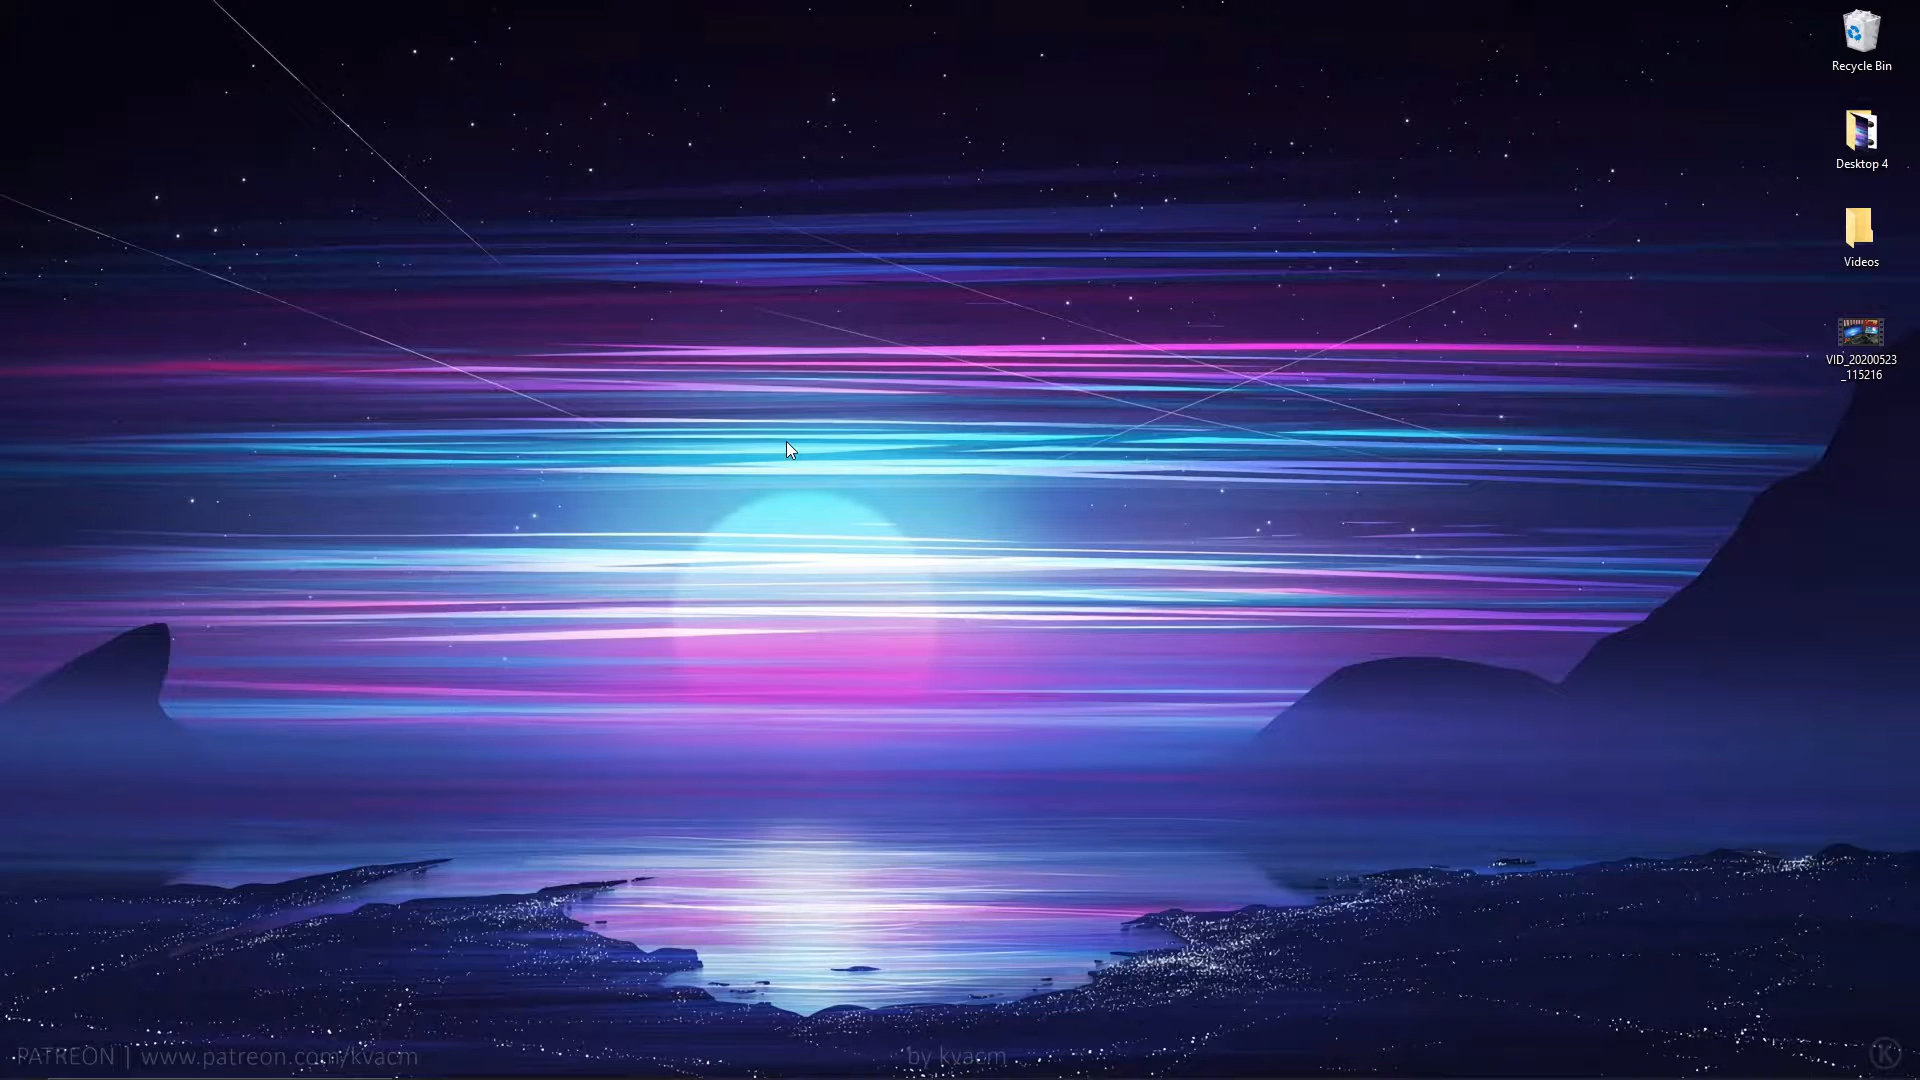 Recycle Bin
Desktop 4
Videos
VID_20200523
_115216
PATREON | www.patreon.com/kvacm
by kvacm
K